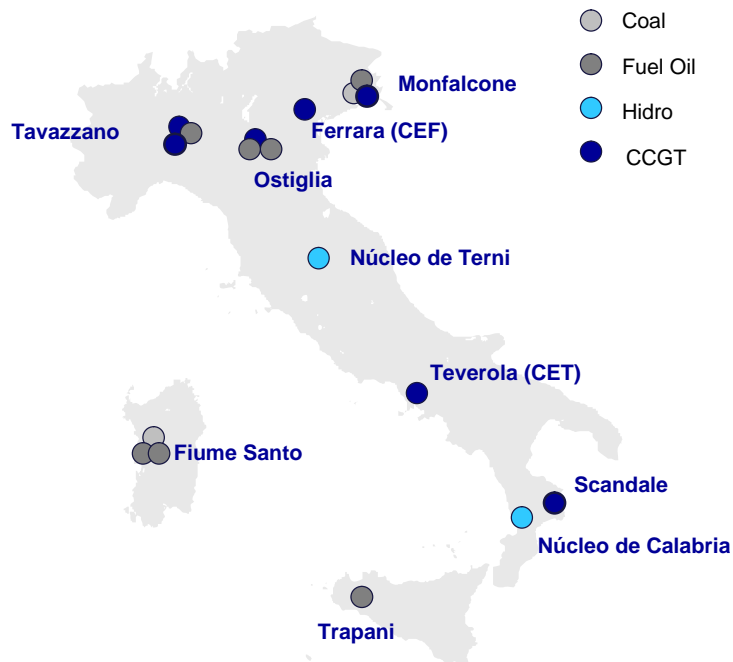 Coal
Fuel Oil
Hidro
CCGT
Monfalcone
Tavazzano
Ferrara (CEF)
Ostiglia
Núcleo de Terni
Teverola (CET)
Fiume Santo
Scandale
Núcleo de Calabria
Trapani